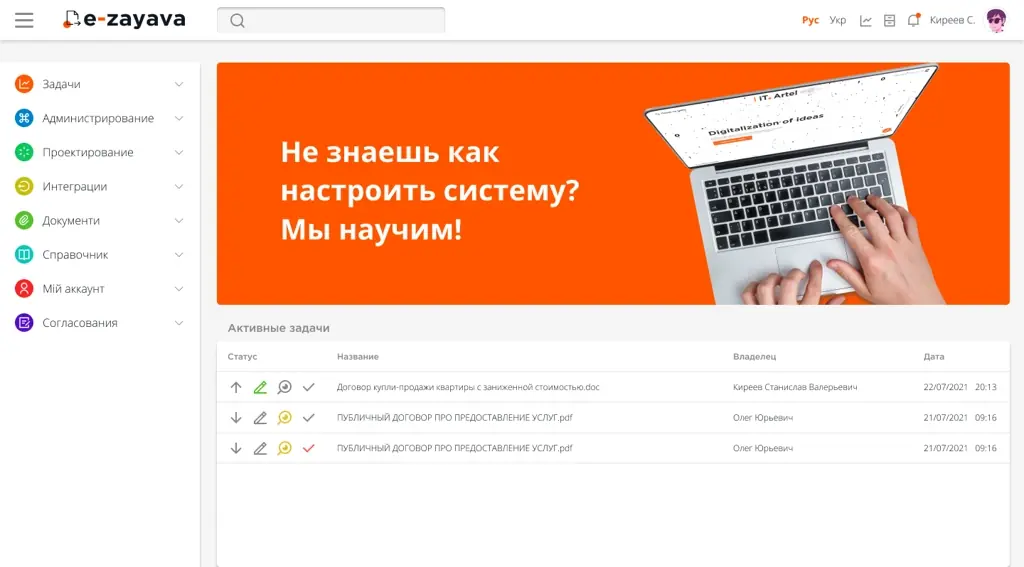 e-zayava
Рус Укр Киреев С.
Задачи
Администрирование
Проектирование
Интеграции
Документи
Справочник
Мій аккаунт
Согласования
IT. Artel
Digitalization of ideas
Не знаешь как
настроить систему?
Мы научим!
Активные задачи
Статус Название Владелец Дата
Договор купли-продажи квартиры с заниженной стоимостью.doc Киреев Станислав Валерьевич 22/07/2021 20:13
ПУБЛИЧНЫЙ ДОГОВОР ПРО ПРЕДОСТАВЛЕНИЕ УСЛУГ.pdf Олег Юрьевич 21/07/2021 09:16
ПУБЛИЧНЫЙ ДОГОВОР ПРО ПРЕДОСТАВЛЕНИЕ УСЛУГ.pdf Олег Юрьевич 21/07/2021 09:16